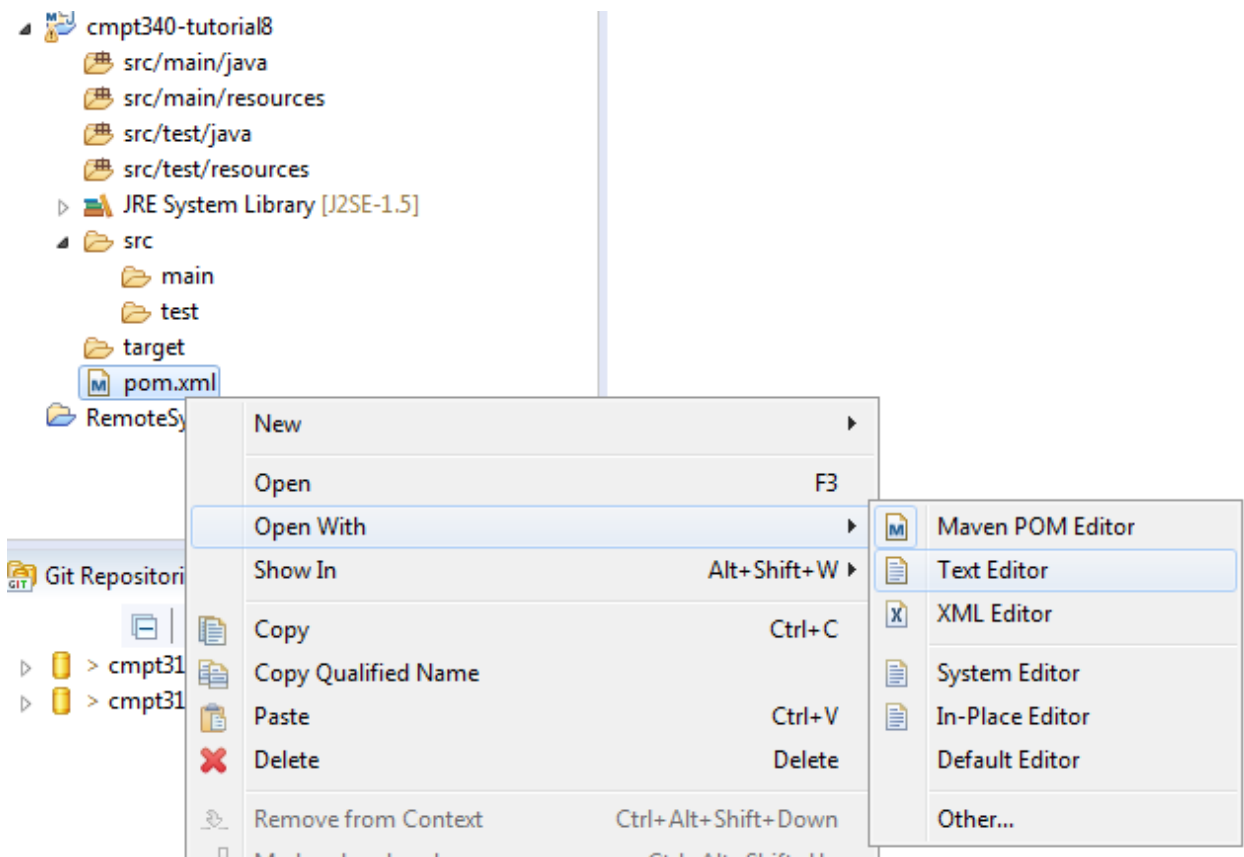 cmpt340-tutorial8
src/main/java
src/main/resources
src/test/java
src/test/resources
JRE System Library [J2SE-1.5]
src
main
test
target
pom.xml
RemoteSy
New
Open F3
Open With
Show In Alt+Shift+W
Copy Ctrl+C
Copy Qualified Name
Paste Ctrl+V
Delete Delete
Remove from Context Ctrl+Alt+Shift+Down
Maven POM Editor
Text Editor
XML Editor
System Editor
In-Place Editor
Default Editor
Other...
GIT Git Repositori
> cmpt31
> cmpt31